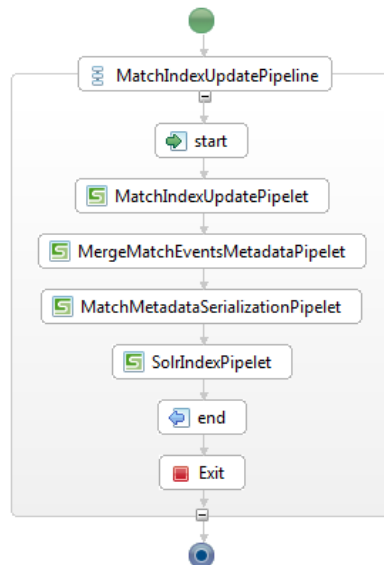 MatchIndexUpdatePipeline
start
MatchIndexUpdatePipelet
MergeMatchEventsMetadataPipelet
MatchMetadataSerializationPipelet
SolrIndexPipelet
end
Exit